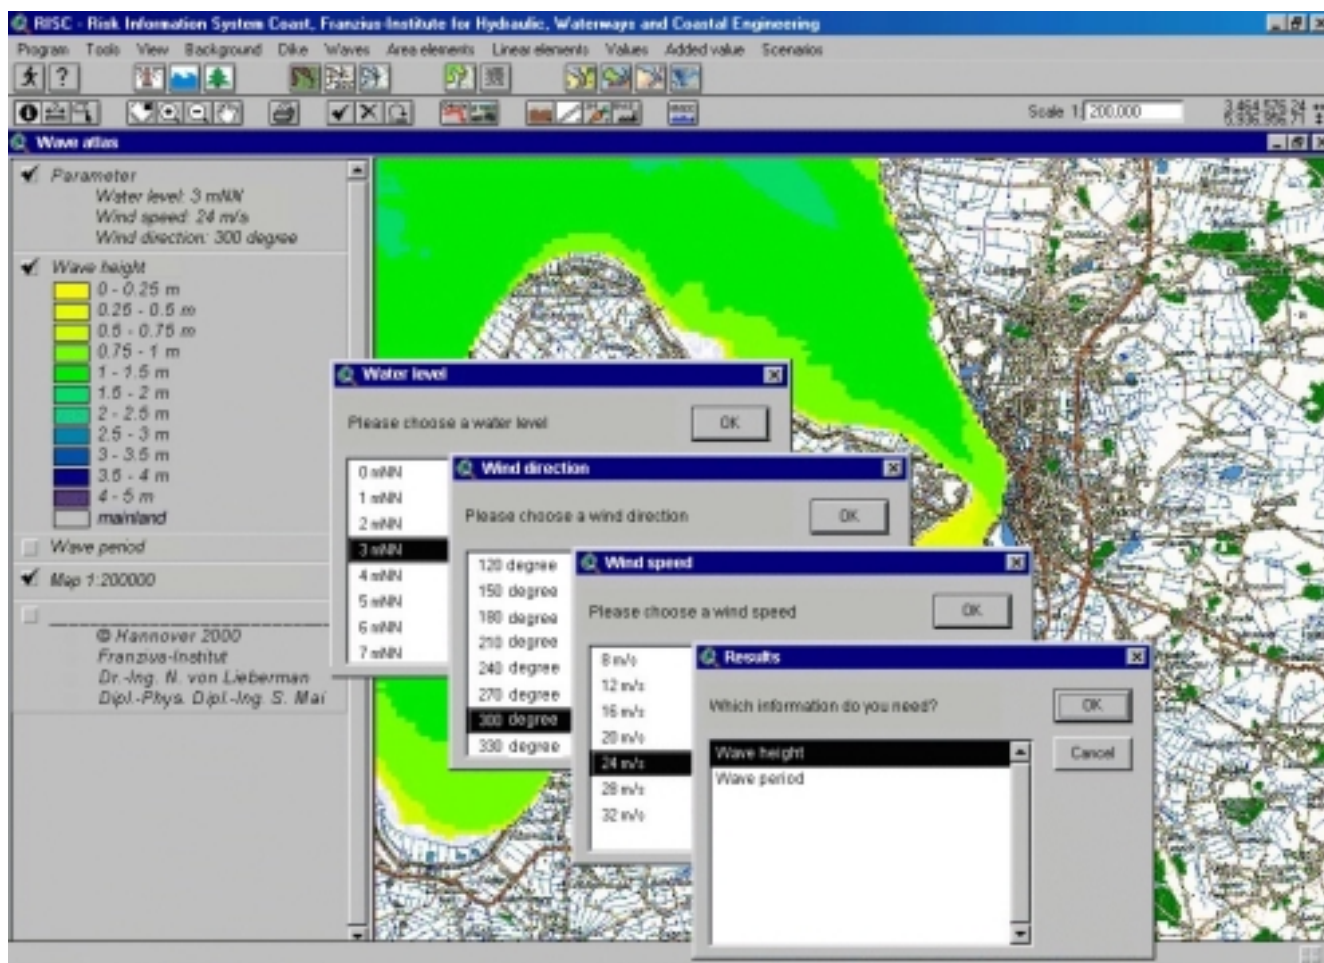 RISC - Risk Information System Coast, Franzius-Institute for Hydraulic, Waterways and Coastal Engineering
Program Tools View Background Dike Waves Area elements Linear elements Values Added value Scenarios
Scale 1: 200.000
3.464.576.24
5.936.956.71
Wave atlas
Parameter
Water level: 3 mNN
Wind speed: 24 m/s
Wind direction: 300 degree
Wave height
0 - 0.25 m
0.25 - 0.5 m
0.5 - 0.75 m
0.75 - 1 m
1 - 1.5 m
1.5 - 2 m
2 - 2.5 m
2.5 - 3 m
3 - 3.5 m
3.5 - 4 m
4 - 5 m
mainland
Wave period
Map 1:200000
© Hannover 2000
Franzius-Institut
Dr.-Ing. N. von Lieberman
Dipl.-Phys. Dipl.-Ing. S. Mai
Water level
Please choose a water level
OK
0 mNN
1 mNN
2 mNN
3 mNN
4 mNN
5 mNN
6 mNN
7 mNN
Wind direction
Please choose a wind direction
OK
120 degree
150 degree
180 degree
210 degree
240 degree
270 degree
300 degree
330 degree
Wind speed
Please choose a wind speed
OK
8 m/s
12 m/s
16 m/s
20 m/s
24 m/s
28 m/s
32 m/s
Results
Which information do you need?
OK
Cancel
Wave height
Wave period